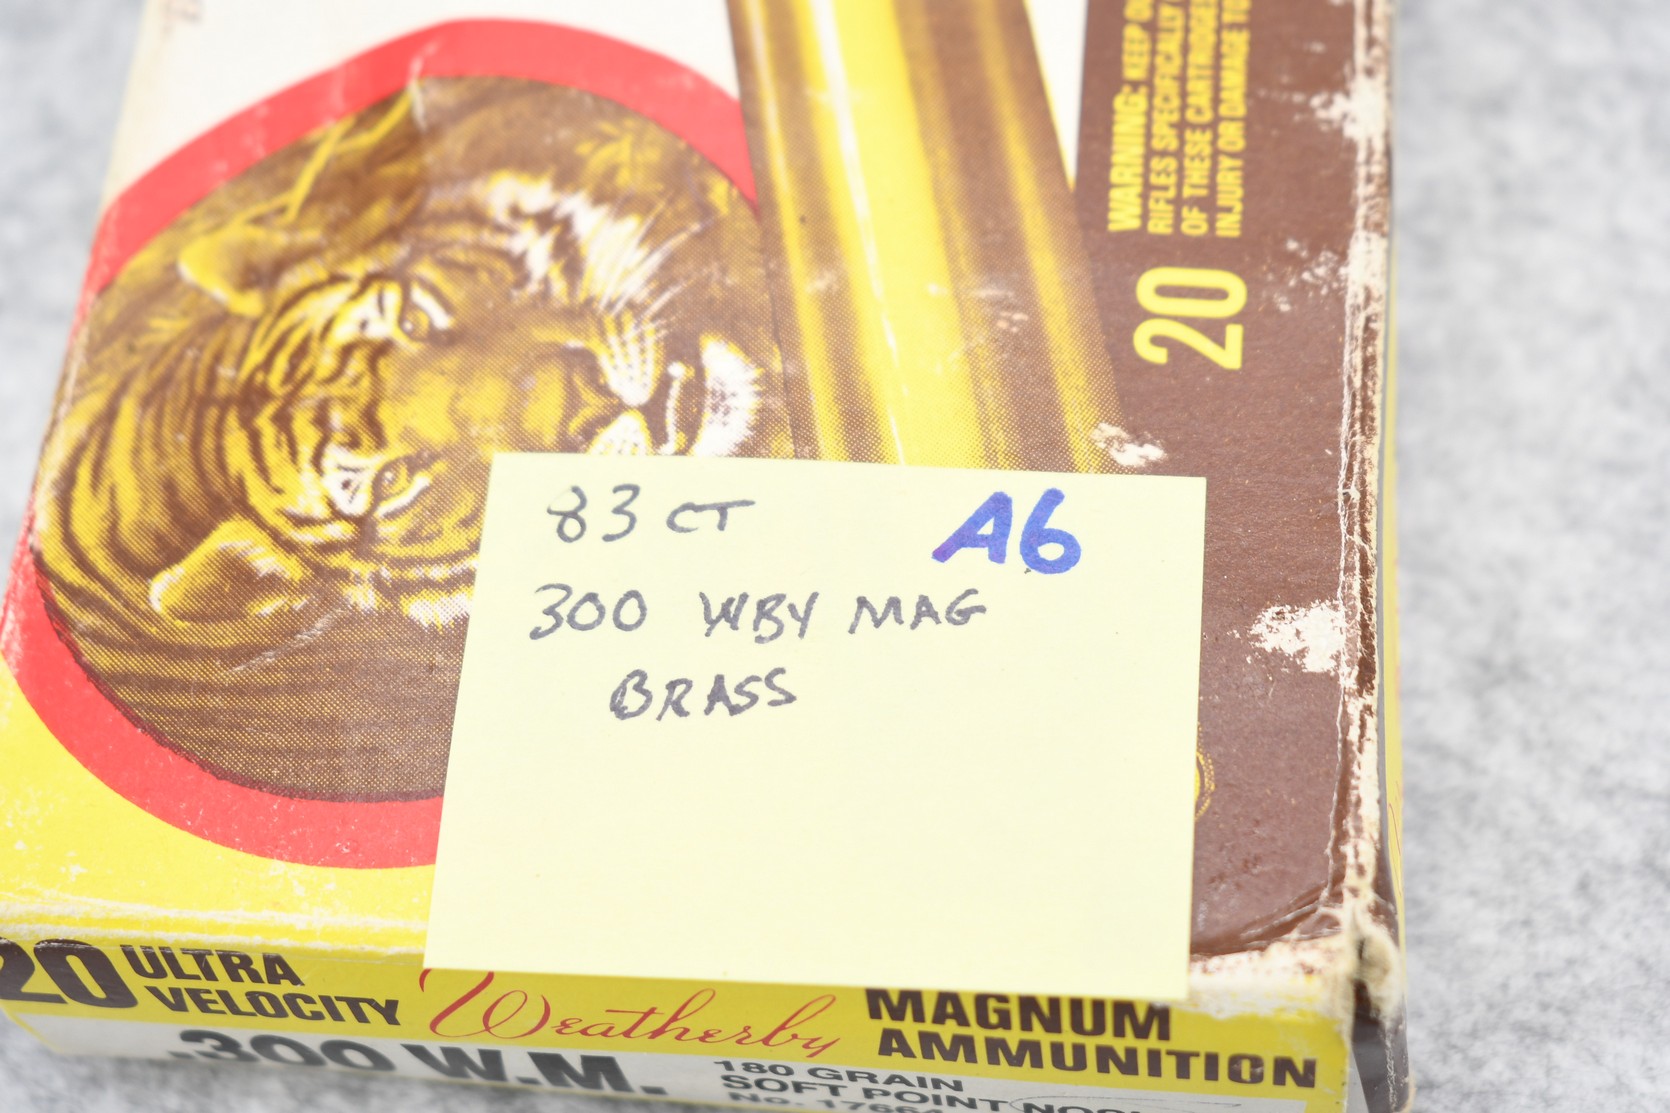 WARNING: KEEP
RIFLES SPECIFICALLY
OF THESE CARTRIDGES
INJURY OR DAMAGE TO
20
83 CT
A6
300 WBY MAG
BRASS
20 ULTRA
VELOCITY
Weatherby
MAGNUM
AMMUNITION
.300 W.M.
180 GRAIN
SOFT POINT
No.